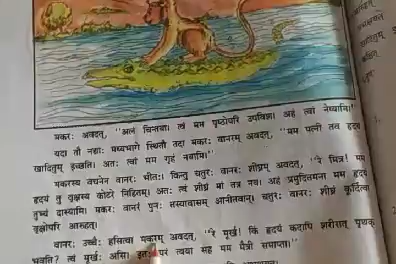 मकरः अवदत्, "अलं चिन्तया। त्वं मम पृष्ठोपरि उपविश। अहं त्वां नेष्यामि।"
यदा तौ नद्याः मध्यभागे स्थितौ तदा मकरः वानरम् अवदत्, "मम पत्नी तव हृदयं
खादितुम् इच्छति। अतः त्वां मम गृहं नयामि।"
मकरस्य वचनेन वानरः भीतः। किन्तु चतुरः वानरः शीघ्रम् अवदत्, "रे मित्र! मम
हृदयं तु वृक्षस्य कोटरे निहितम्। अतः त्वं शीघ्रं मां तत्र नय। अहं प्रमुदितमना मम हृदयं
तुभ्यं दास्यामि। मकरः वानरं पुनः तस्यावासम् आनीतवान्। चतुरः वानरः शीघ्रं कूर्दित्वा
वृक्षोपरि आरूहत्।
वानरः उच्चैः हसित्वा मकरम् अवदत्, "रे मूर्ख! किं हृदयं कदापि शरीरात् पृथक्
भवति? त्वं मूर्खः असि। इतः परं त्वया सह मम मैत्री समाप्ता।"